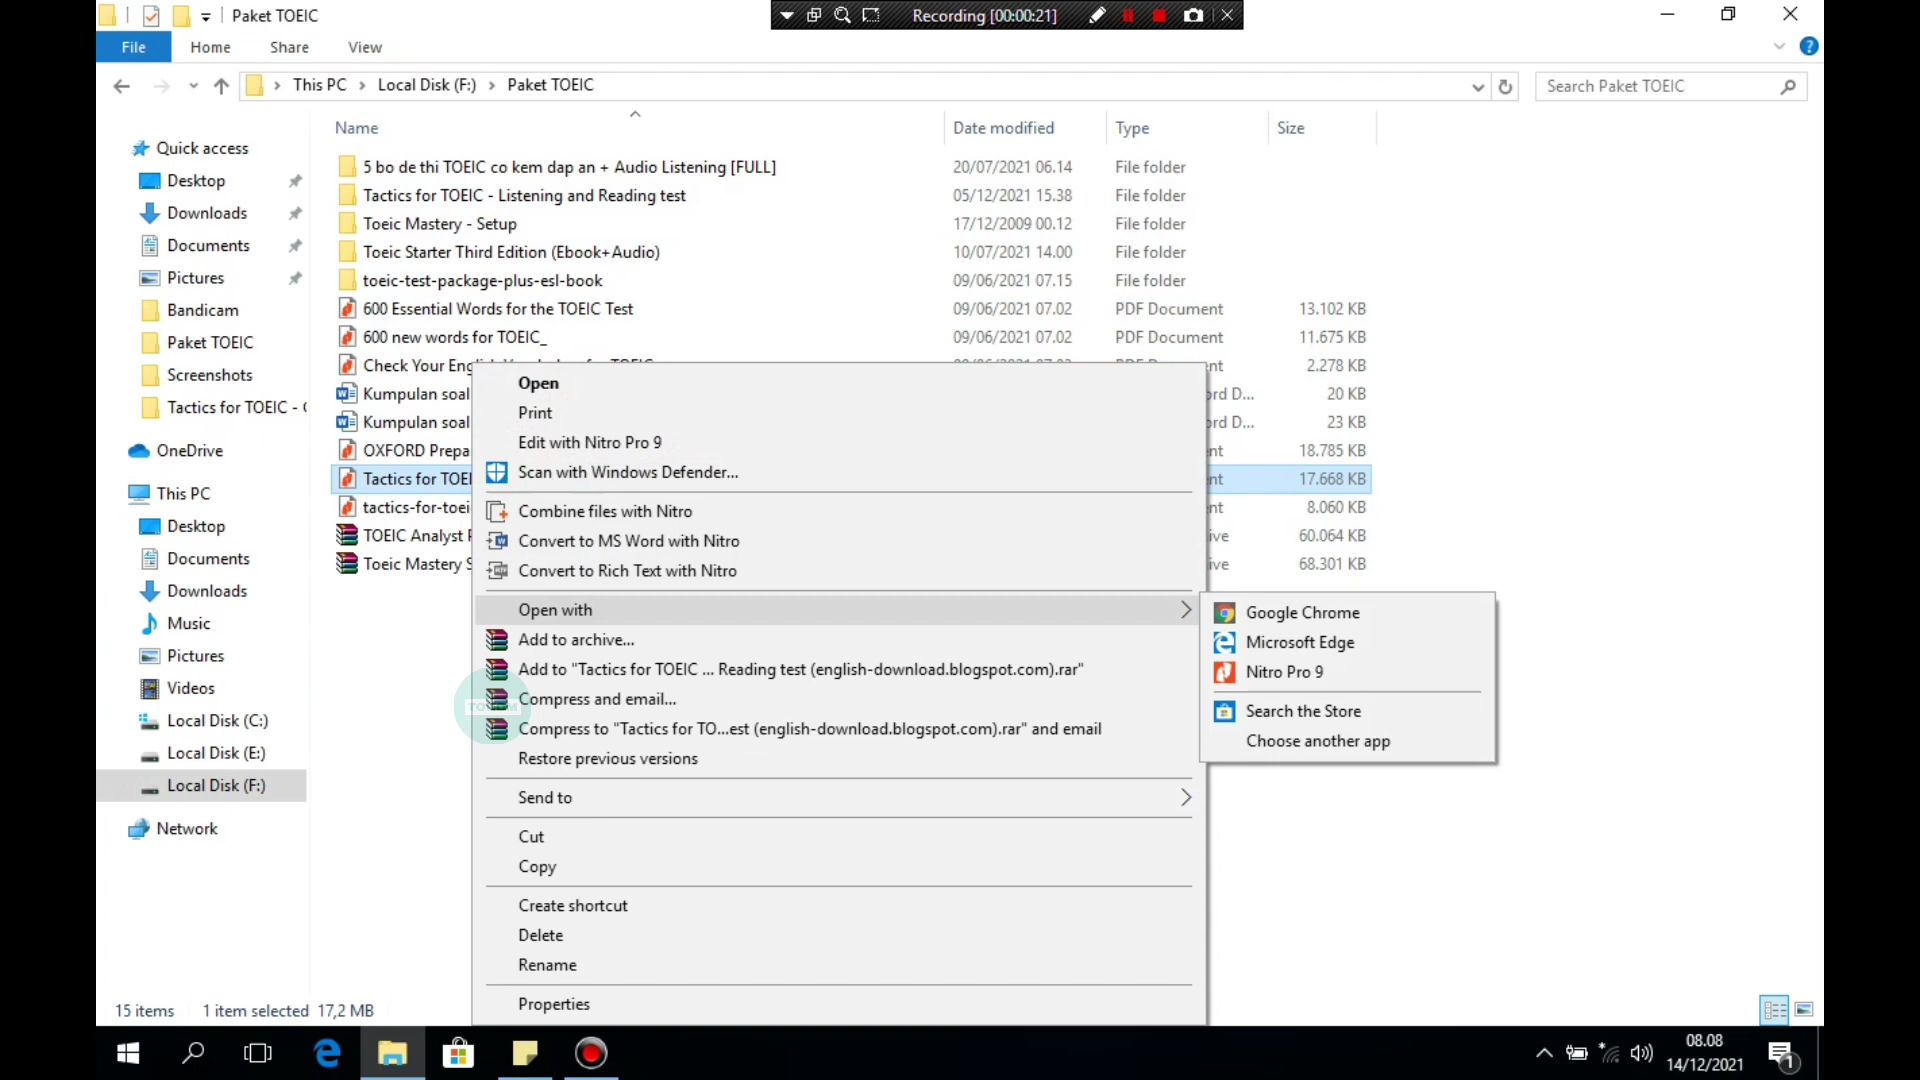 Paket TOEIC
Recording [00:00:21]
File
Home
Share
View
This PC
Local Disk (F:)
Paket TOEIC
Search Paket TOEIC
Name
Date modified
Type
Size
Quick access
Desktop
Downloads
Documents
Pictures
Bandicam
Paket TOEIC
Screenshots
Tactics for TOEIC - (
OneDrive
This PC
Desktop
Documents
Downloads
Music
Pictures
Videos
Local Disk (C:)
Local Disk (E:)
Local Disk (F:)
Network
5 bo de thi TOEIC co kem dap an + Audio Listening [FULL] 20/07/2021 06.14 File folder
Tactics for TOEIC - Listening and Reading test 05/12/2021 15.38 File folder
Toeic Mastery - Setup 17/12/2009 00.12 File folder
Toeic Starter Third Edition (Ebook+Audio) 10/07/2021 14.00 File folder
toeic-test-package-plus-esl-book 09/06/2021 07.15 File folder
600 Essential Words for the TOEIC Test 09/06/2021 07.02 PDF Document 13.102 KB
600 new words for TOEIC_ 09/06/2021 07.02 PDF Document 11.675 KB
Check Your 2.278 KB
Kumpulan soal ord D... 20 KB
Kumpulan soal ord D... 23 KB
OXFORD Prepa nt 18.785 KB
Tactics for TOEI nt 17.668 KB
tactics-for-toei nt 8.060 KB
TOEIC Analyst ive 60.064 KB
Toeic Mastery S ive 68.301 KB
Open
Print
Edit with Nitro Pro 9
Scan with Windows Defender...
Combine files with Nitro
Convert to MS Word with Nitro
Convert to Rich Text with Nitro
Open with
Add to archive...
Add to "Tactics for TOEIC ... Reading test (english-download.blogspot.com).rar"
Compress and email...
Compress to "Tactics for TO...est (english-download.blogspot.com).rar" and email
Restore previous versions
Send to
Cut
Copy
Create shortcut
Delete
Rename
Properties
Google Chrome
Microsoft Edge
Nitro Pro 9
Search the Store
Choose another app
15 items 1 item selected 17,2 MB
08.08
14/12/2021
1